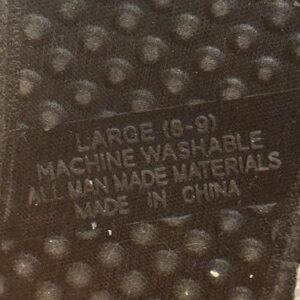 LARGE (8-9)
MACHINE WASHABLE
ALL MAN MADE MATERIALS
MADE IN CHINA